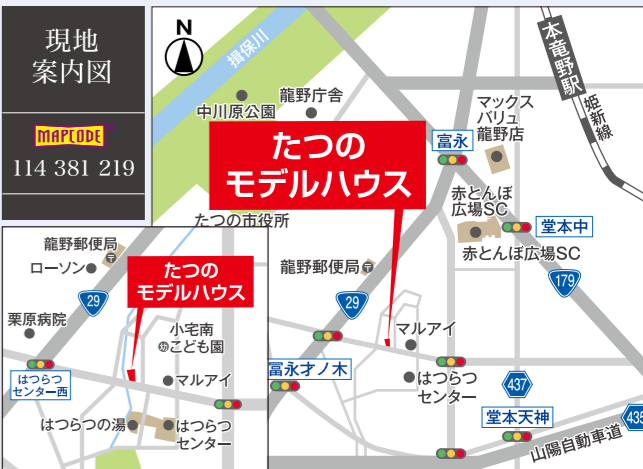 現地
案内図
MAPCODE
114 381 219
N
揖保川
中川原公園
龍野庁舎
本竜野駅
姫新線
マックス
バリュ
龍野店
富永
たつの
モデルハウス
赤とんぼ
広場SC
堂本中
赤とんぼ広場SC
たつの市役所
龍野郵便局
29
179
マルアイ
はつらつ
センター
富永才ノ木
437
堂本天神
435
山陽自動車道
龍野郵便局
ローソン
たつの
モデルハウス
29
栗原病院
小宅南
幼こども園
はつらつ
センター西
マルアイ
はつらつの湯
はつらつ
センター